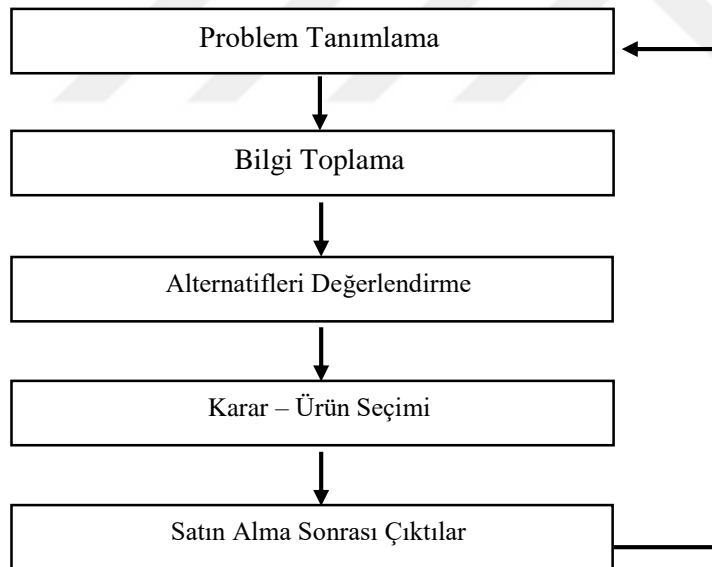 Problem Tanımlama
Bilgi Toplama
Alternatifleri Değerlendirme
Karar – Ürün Seçimi
Satın Alma Sonrası Çıktılar